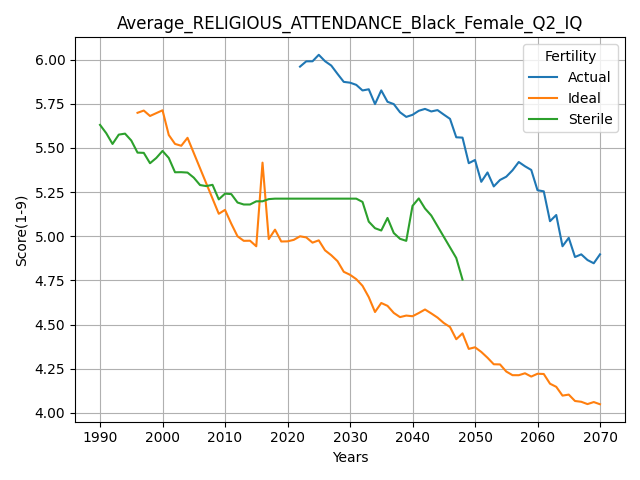 Average_RELIGIOUS_ATTENDANCE_Black_Female_Q2_IQ
Score(1-9)
6.00
5.75
5.50
5.25
5.00
4.75
4.50
4.25
4.00
Fertility
Actual
Ideal
Sterile
1990 2000 2010 2020 2030 2040 2050 2060 2070
Years